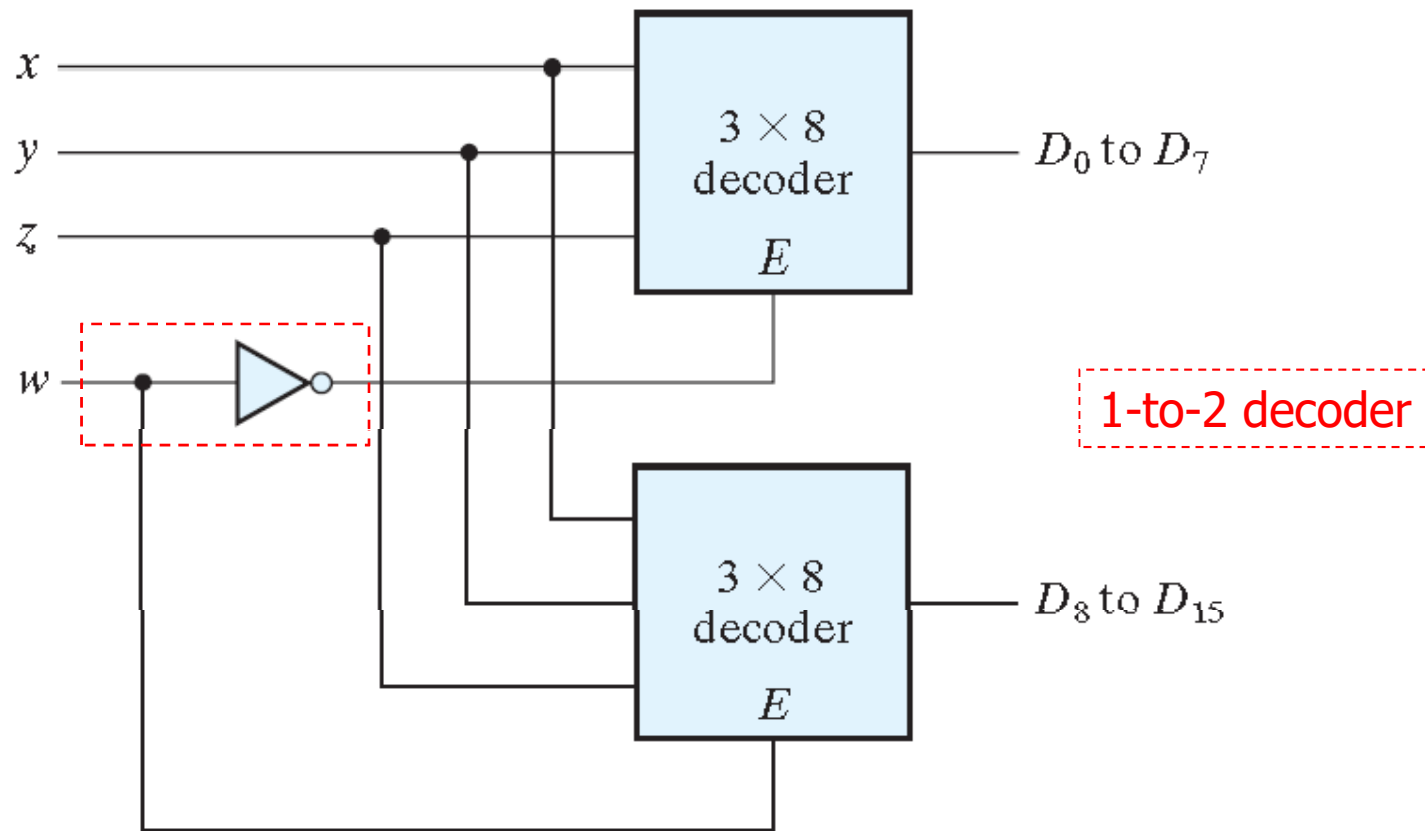 x
y
z
w
3 × 8
decoder
E
D₀ to D₇
1-to-2 decoder
3 × 8
decoder
E
D₈ to D₁₅